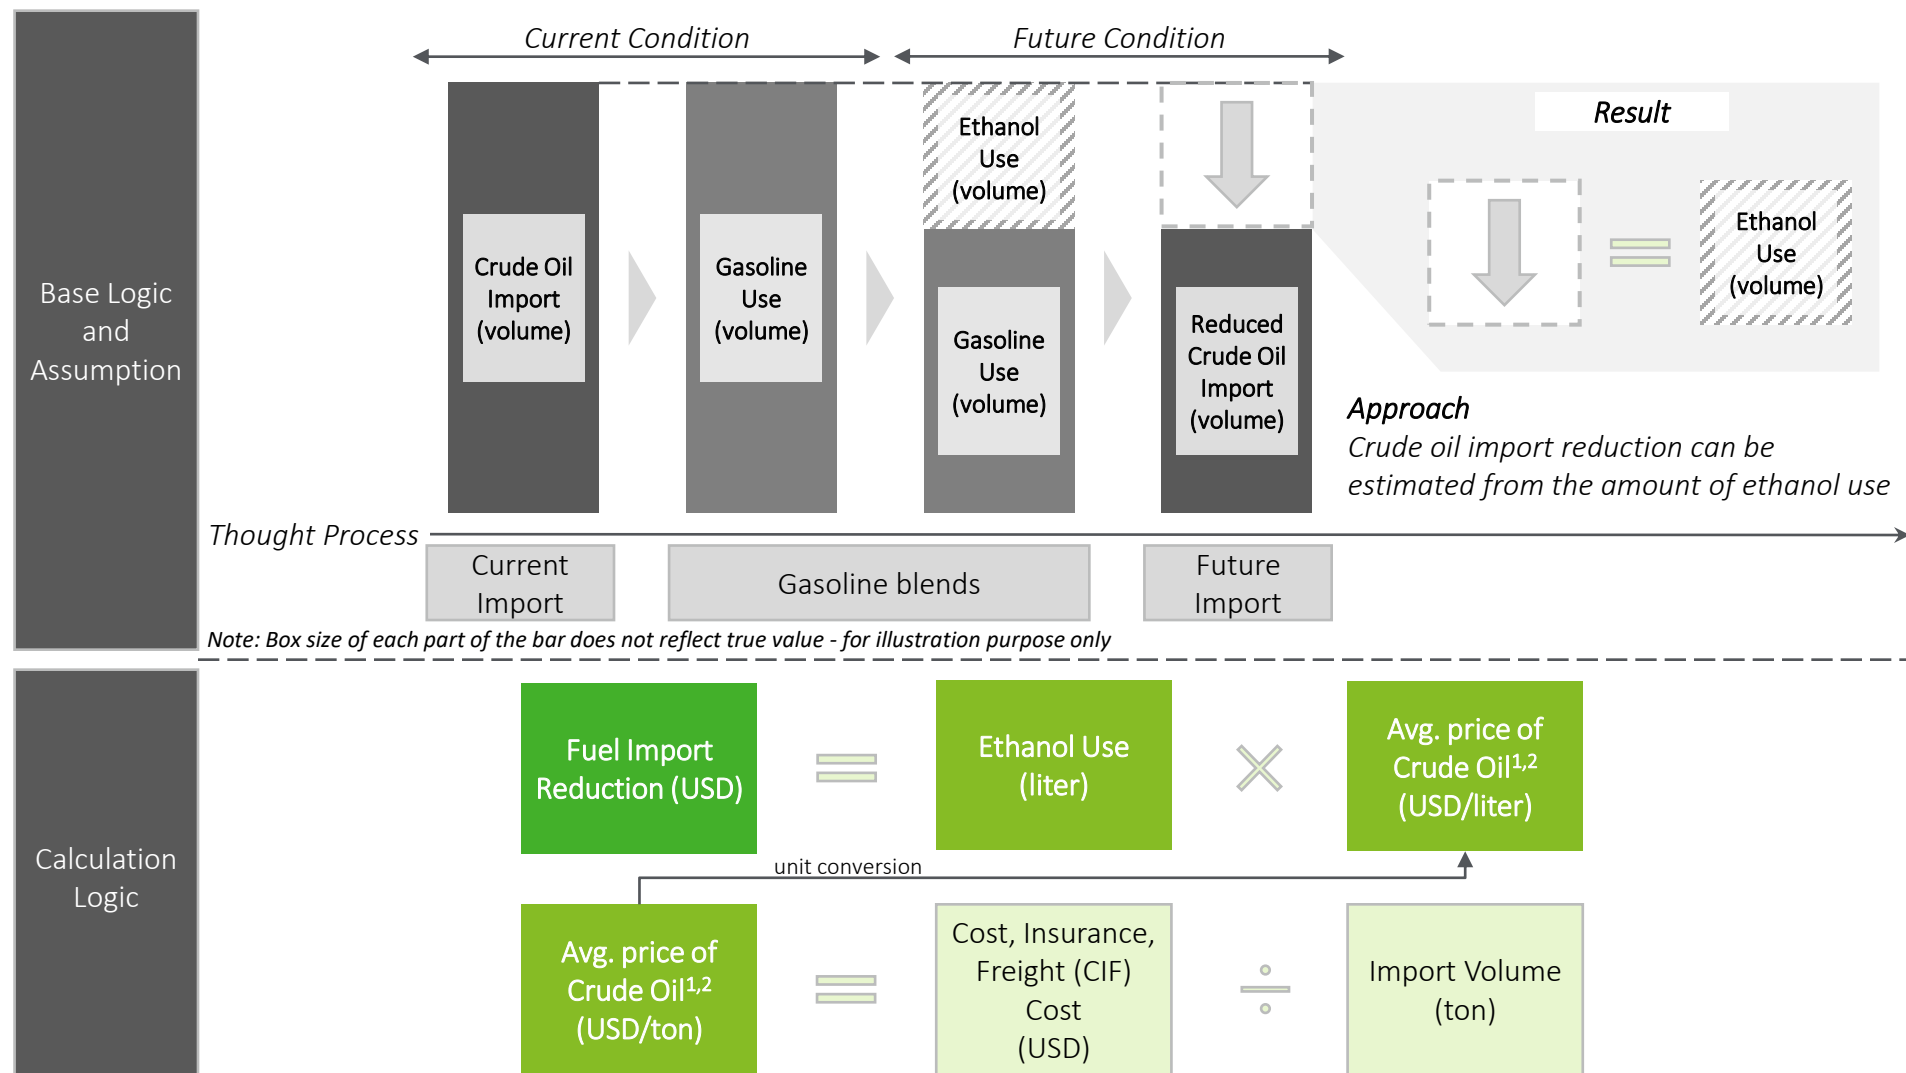 Base Logic
and
Assumption
Current Condition
Future Condition
Crude Oil
Import
(volume)
Gasoline
Use
(volume)
Ethanol
Use
(volume)
Gasoline
Use
(volume)
Reduced
Crude Oil
Import
(volume)
Result
Ethanol
Use
(volume)
Approach
Crude oil import reduction can be
estimated from the amount of ethanol use
Thought Process
Current
Import
Gasoline blends
Future
Import
Note: Box size of each part of the bar does not reflect true value - for illustration purpose only
Calculation
Logic
Fuel Import
Reduction (USD)
=
Ethanol Use
(liter)
×
Avg. price of
Crude Oil1,2
(USD/liter)
unit conversion
Avg. price of
Crude Oil1,2
(USD/ton)
=
Cost, Insurance,
Freight (CIF)
Cost
(USD)
÷
Import Volume
(ton)